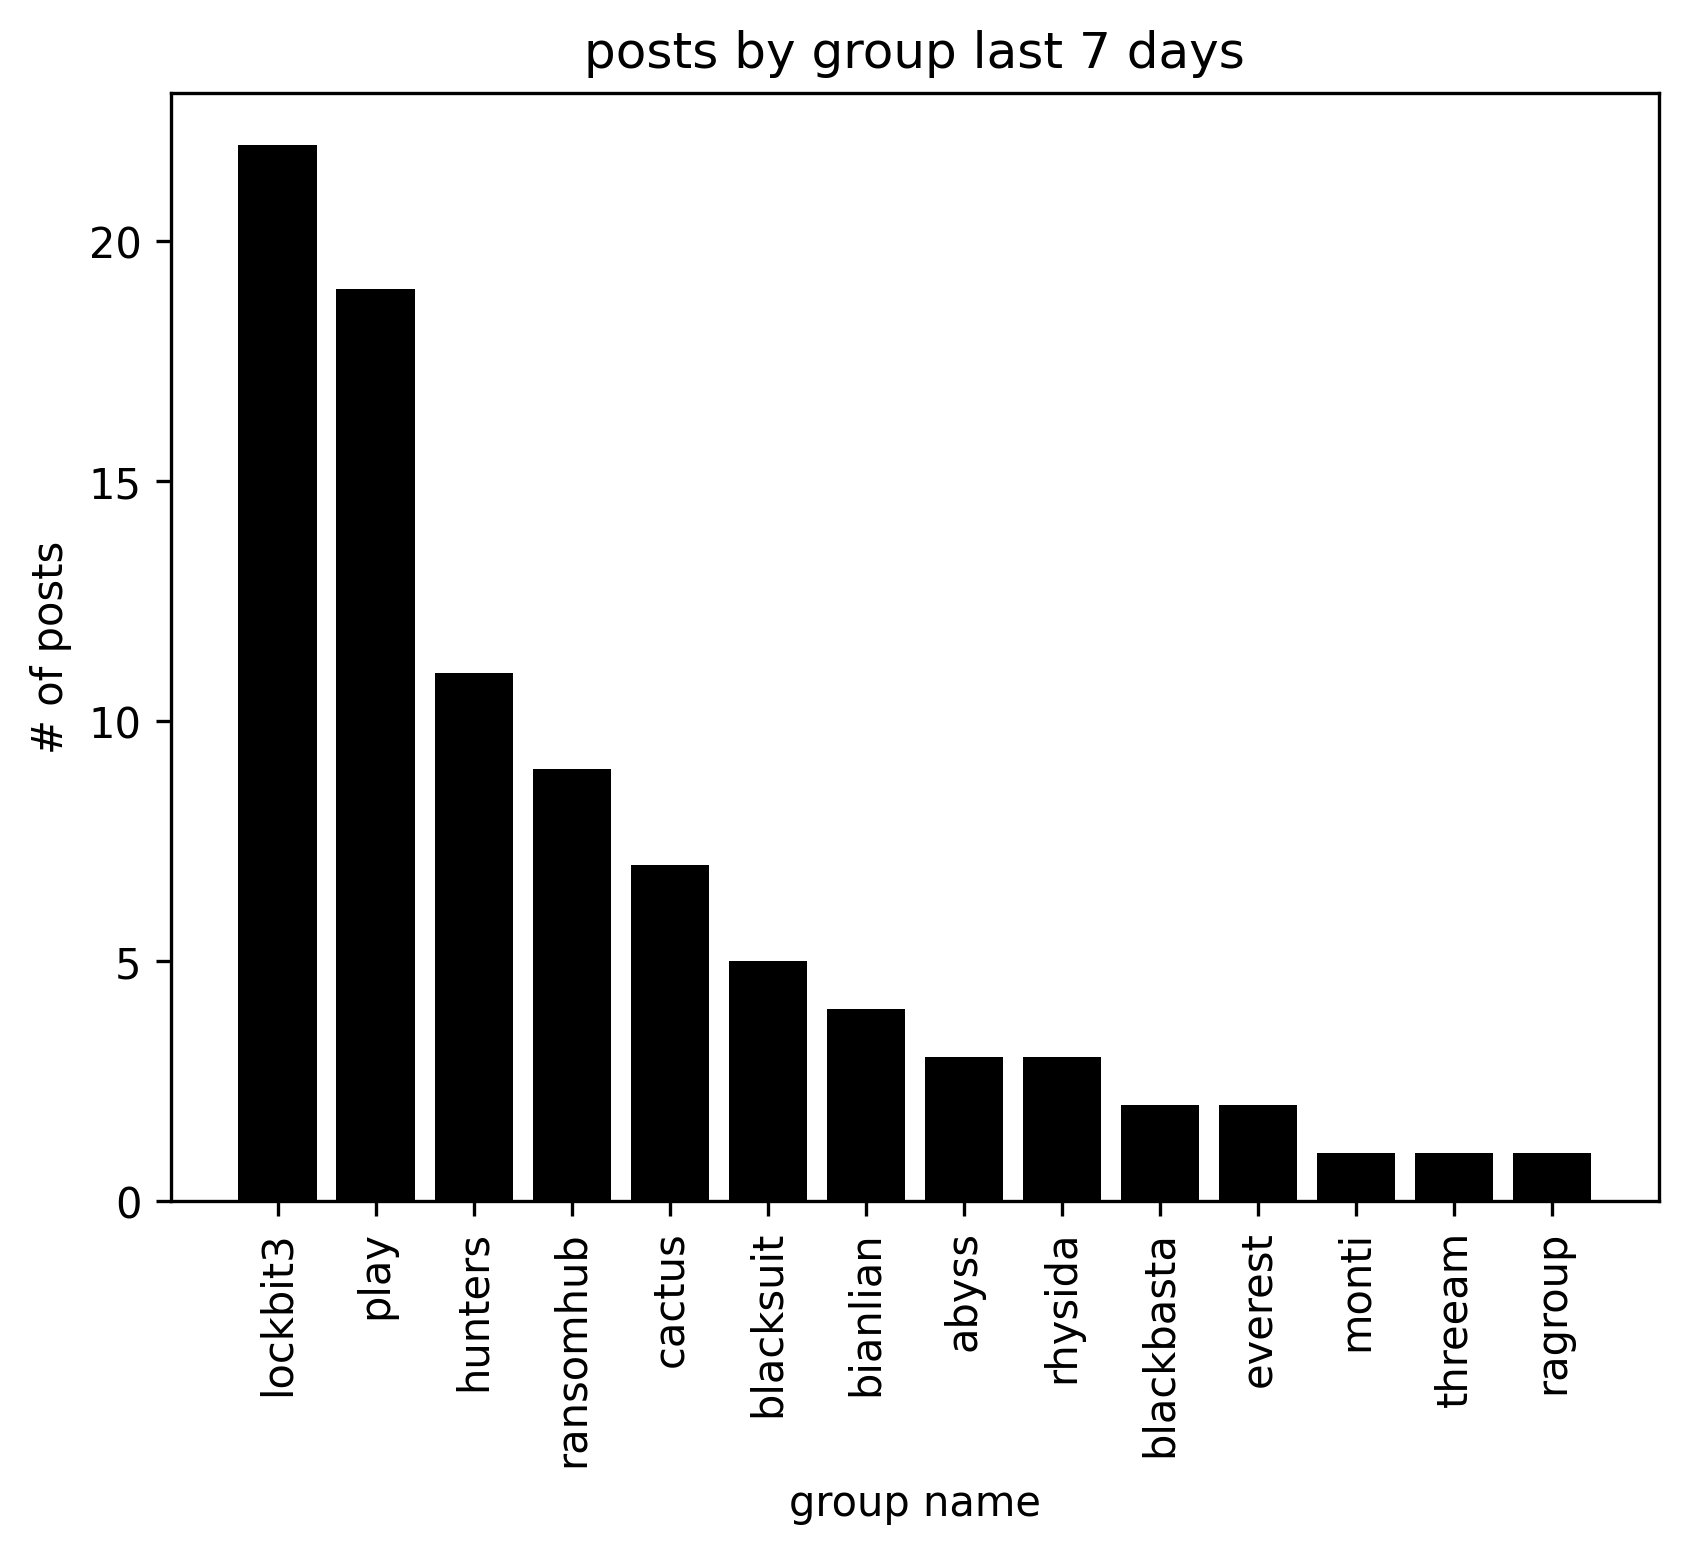 posts by group last 7 days
# of posts
20
15
10
5
0
lockbit3
play
hunters
ransomhub
cactus
blacksuit
bianlian
abyss
rhysida
blackbasta
everest
monti
threeam
ragroup
group name